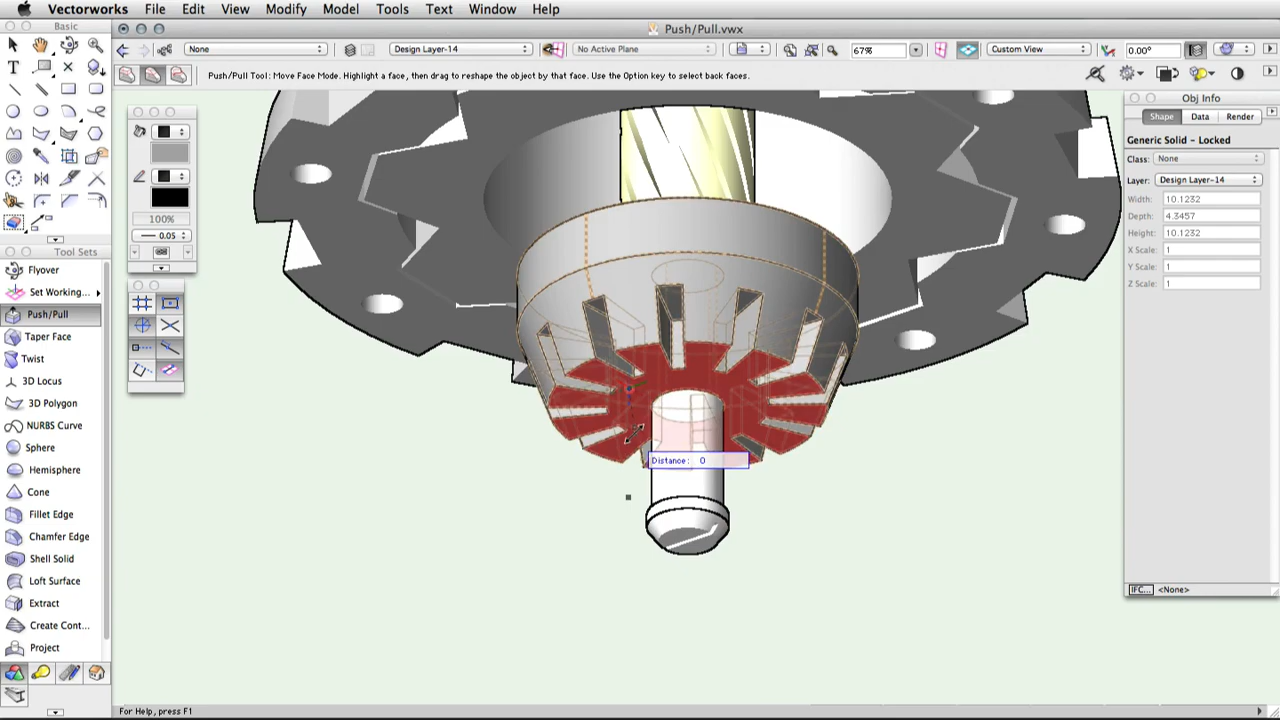 Vectorworks File Edit View Modify Model Tools Text Window Help
Push/Pull.vwx
Basic
None
Design Layer-14
No Active Plane
67%
Custom View
0.00°
Push/Pull Tool: Move Face Mode. Highlight a face, then drag to reshape the object by that face. Use the Option key to select back faces.
100%
0.05
Tool Sets
Flyover
Set Working...
Push/Pull
Taper Face
Twist
3D Locus
3D Polygon
NURBS Curve
Sphere
Hemisphere
Cone
Fillet Edge
Chamfer Edge
Shell Solid
Loft Surface
Extract
Create Cont...
Project
Distance: 0
Obj Info
Shape Data Render
Generic Solid - Locked
Class: None
Layer: Design Layer-14
Width: 10.1232
Depth: 4.3457
Height: 10.1232
X Scale: 1
Y Scale: 1
Z Scale: 1
IFC... <None>
For Help, press F1